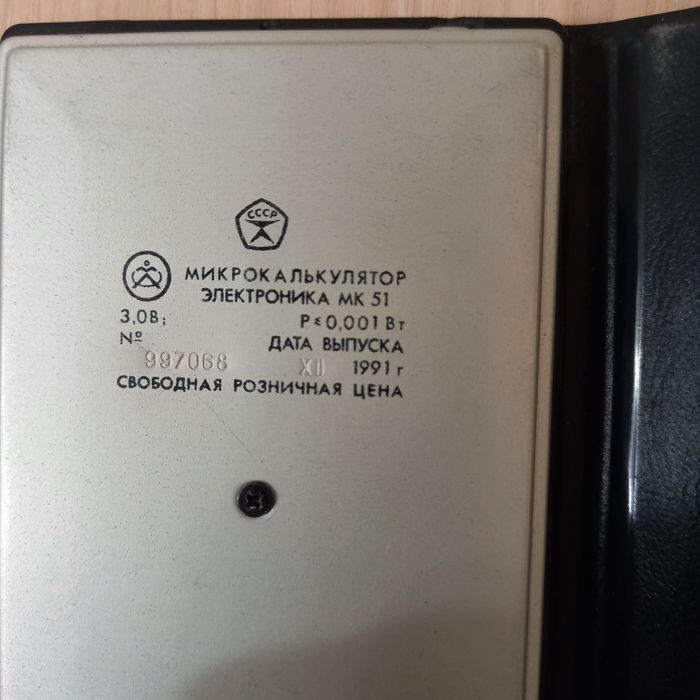 СССР
МИКРОКАЛЬКУЛЯТОР
ЭЛЕКТРОНИКА МК 51
3,0В; Р≤0,001 Вт
№ ДАТА ВЫПУСКА
997068 XII 1991 г
СВОБОДНАЯ РОЗНИЧНАЯ ЦЕНА